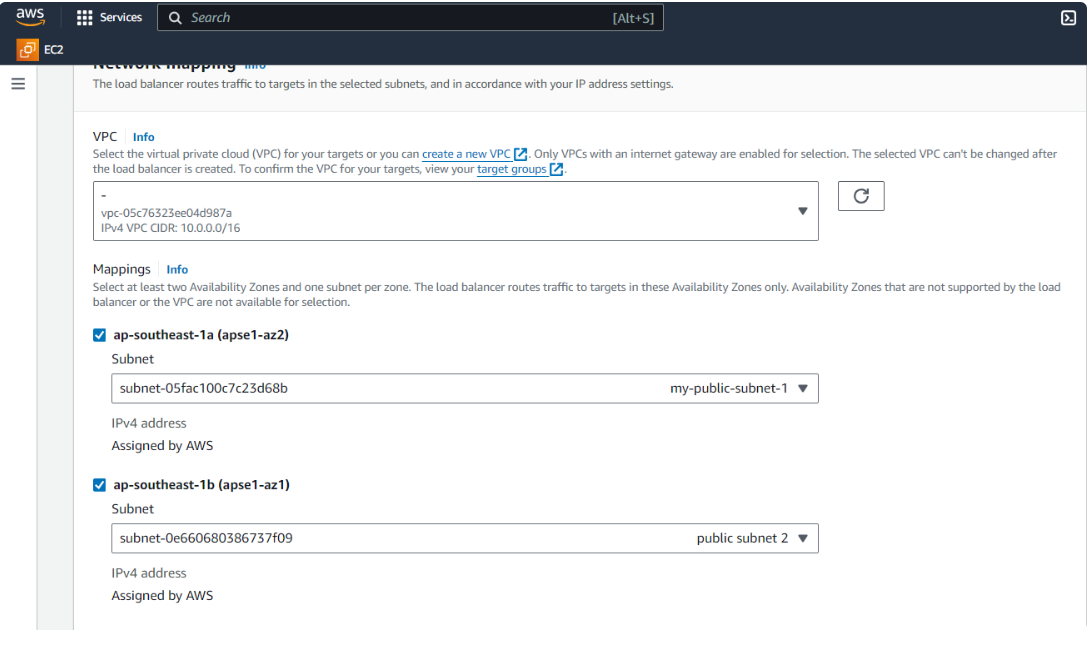 aws
Services
Search
[Alt+S]
EC2
Network mapping Info
The load balancer routes traffic to targets in the selected subnets, and in accordance with your IP address settings.
VPC Info
Select the virtual private cloud (VPC) for your targets or you can create a new VPC. Only VPCs with an internet gateway are enabled for selection. The selected VPC can't be changed after
the load balancer is created. To confirm the VPC for your targets, view your target groups.
-
vpc-05c76323ee04d987a
IPv4 VPC CIDR: 10.0.0.0/16
Mappings Info
Select at least two Availability Zones and one subnet per zone. The load balancer routes traffic to targets in these Availability Zones only. Availability Zones that are not supported by the load
balancer or the VPC are not available for selection.
ap-southeast-1a (apse1-az2)
Subnet
subnet-05fac100c7c23d68b my-public-subnet-1
IPv4 address
Assigned by AWS
ap-southeast-1b (apse1-az1)
Subnet
subnet-0e660680386737f09 public subnet 2
IPv4 address
Assigned by AWS